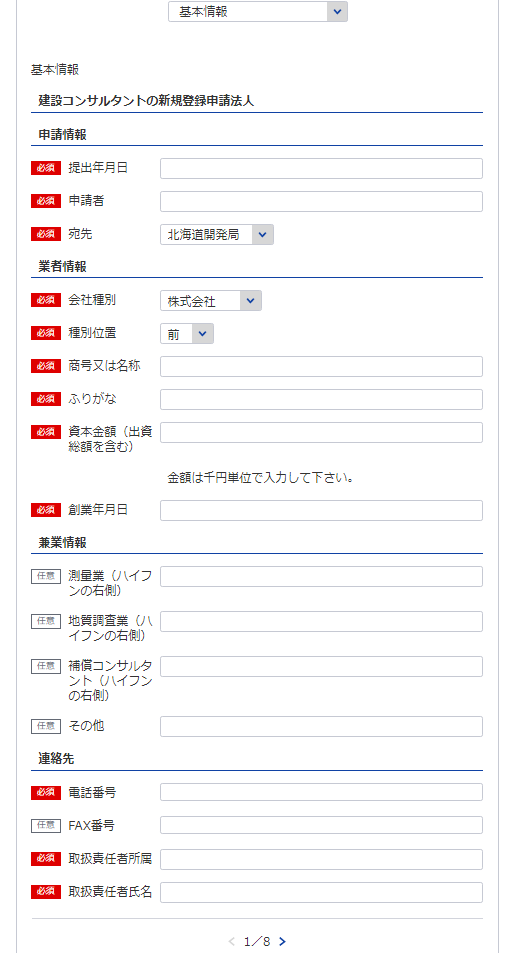 基本情報
基本情報
建設コンサルタントの新規登録申請法人
申請情報
必須 提出年月日
必須 申請者
必須 宛先 北海道開発局
業者情報
必須 会社種別 株式会社
必須 種別位置 前
必須 商号又は名称
必須 ふりがな
必須 資本金額（出資
総額を含む）
金額は千円単位で入力して下さい。
必須 創業年月日
兼業情報
任意 測量業（ハイフ
ンの右側）
任意 地質調査業（ハ
イフンの右側）
任意 補償コンサルタ
ント（ハイフン
の右側）
任意 その他
連絡先
必須 電話番号
任意 FAX番号
必須 取扱責任者所属
必須 取扱責任者氏名
1／8